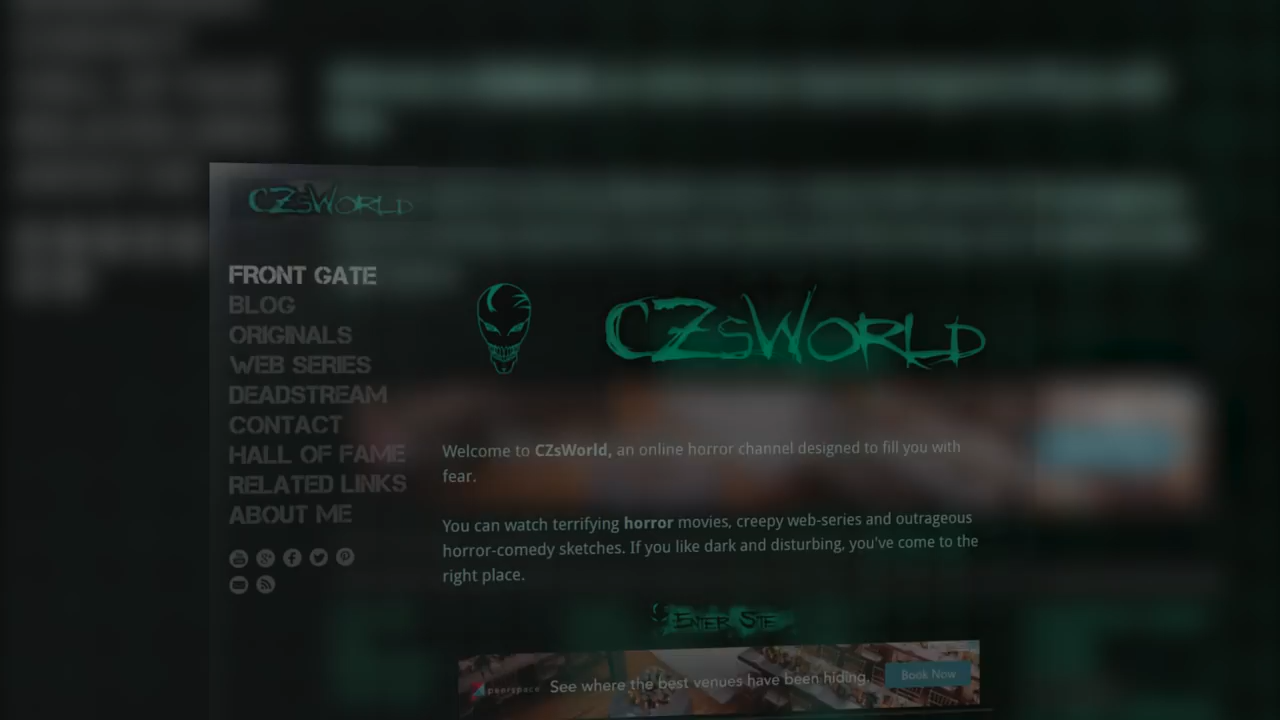 CZsWORLD
FRONT GATE
BLOG
ORIGINALS
WEB SERIES
DEADSTREAM
CONTACT
HALL OF FAME
RELATED LINKS
ABOUT ME
CZsWORLD
Welcome to CZsWorld, an online horror channel designed to fill you with
fear.
You can watch terrifying horror movies, creepy web-series and outrageous
horror-comedy sketches. If you like dark and disturbing, you've come to the
right place.
ENTER SITE
peerspace See where the best venues have been hiding. Book Now